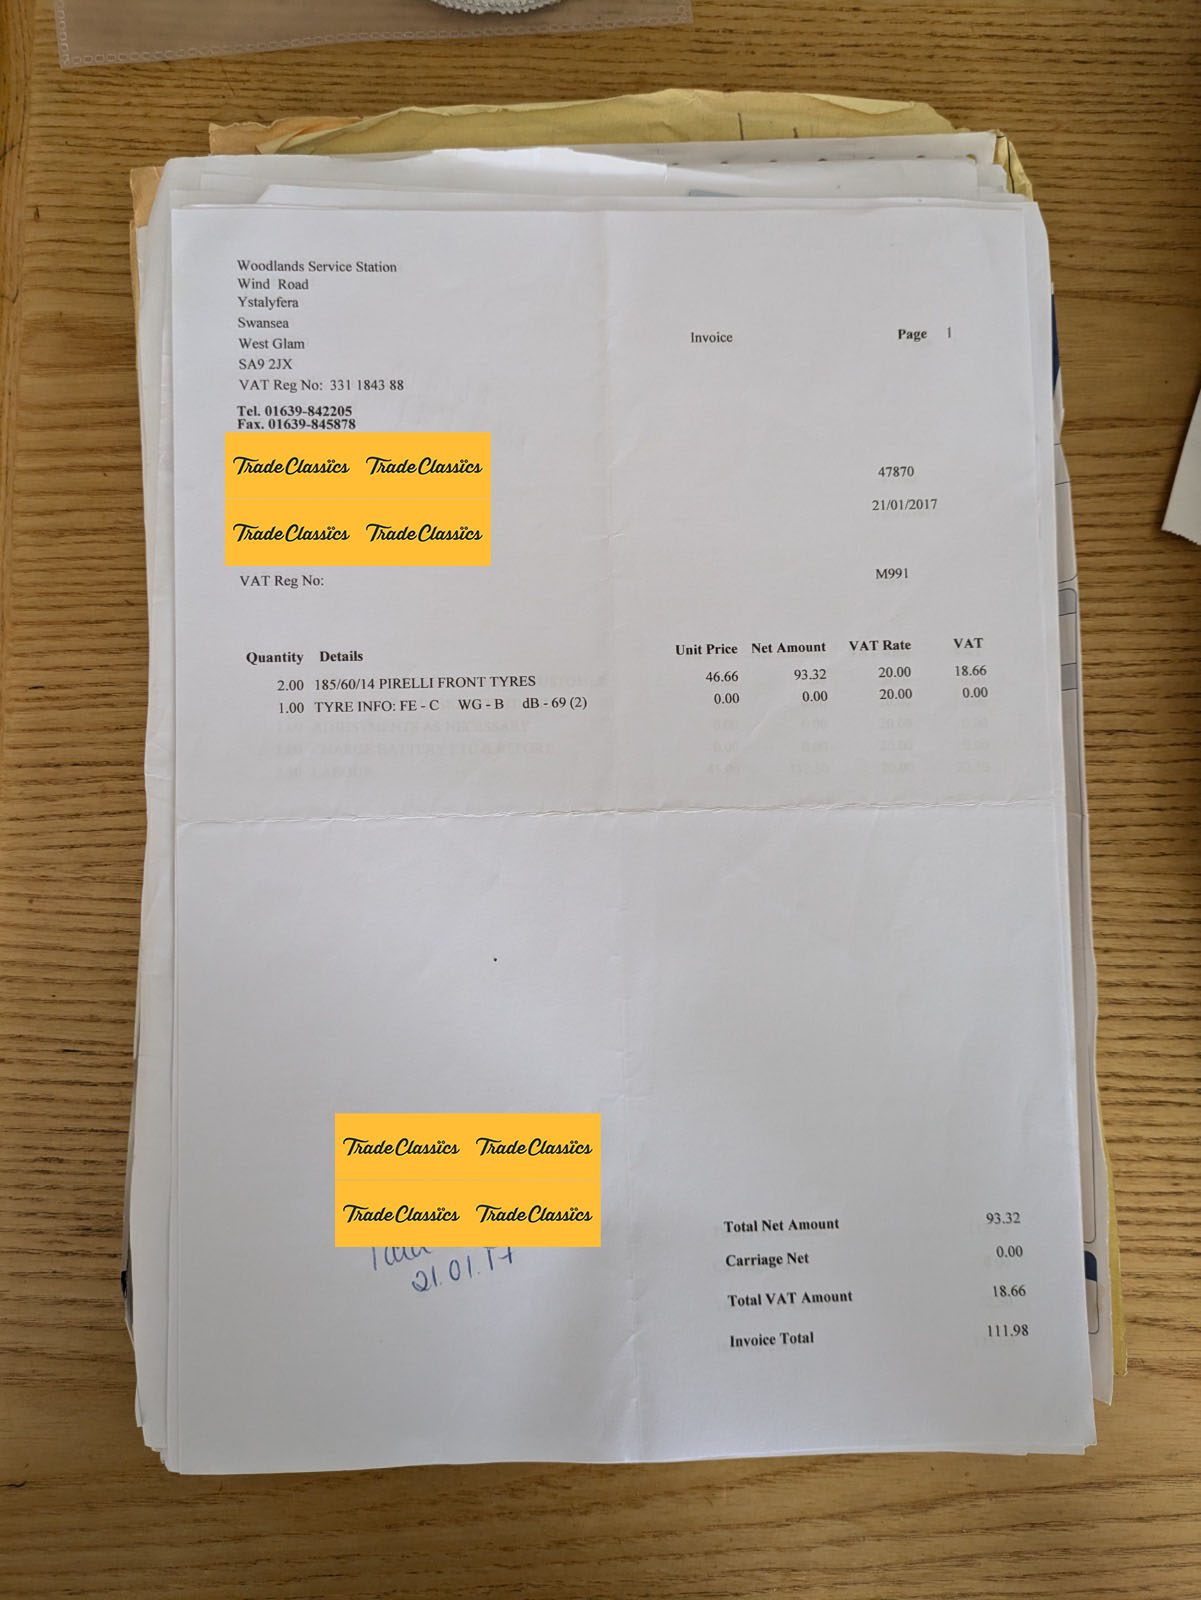 Woodlands Service Station
Wind Road
Ystalyfera
Swansea
West Glam
SA9 2JX
VAT Reg No: 331 1843 88
Tel. 01639-842205
Fax. 01639-845878
Invoice Page 1
TradeClassics TradeClassics
TradeClassics TradeClassics
47870
21/01/2017
VAT Reg No:
M991
Quantity Details Unit Price Net Amount VAT Rate VAT
2.00 185/60/14 PIRELLI FRONT TYRES 46.66 93.32 20.00 18.66
1.00 TYRE INFO: FE - C WG - B dB - 69 (2) 0.00 0.00 20.00 0.00
TradeClassics TradeClassics
TradeClassics TradeClassics
21.01.17
Total Net Amount 93.32
Carriage Net 0.00
Total VAT Amount 18.66
Invoice Total 111.98